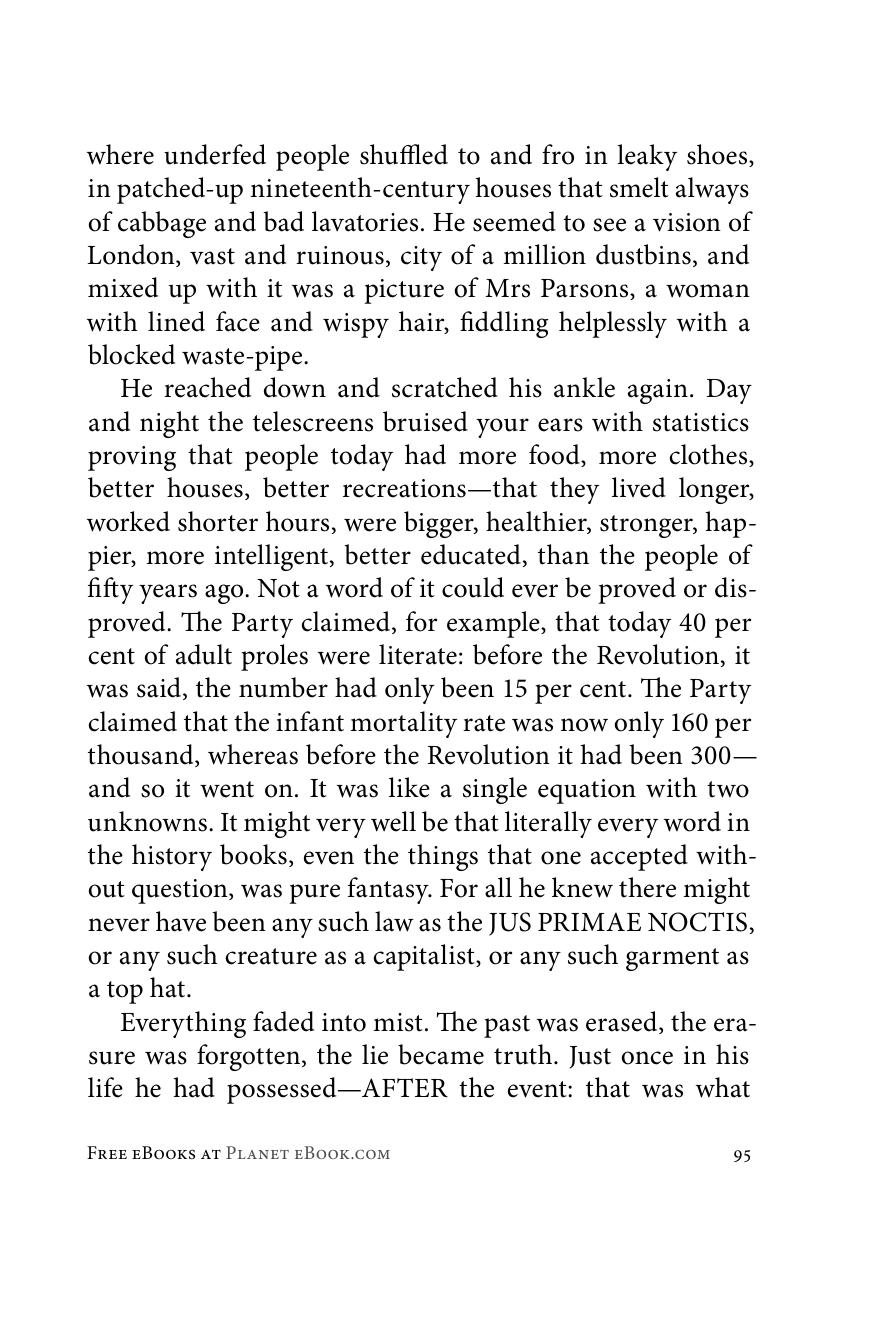 where underfed people shuffled to and fro in leaky shoes,
in patched-up nineteenth-century houses that smelt always
of cabbage and bad lavatories. He seemed to see a vision of
London, vast and ruinous, city of a million dustbins, and
mixed up with it was a picture of Mrs Parsons, a woman
with lined face and wispy hair, fiddling helplessly with a
blocked waste-pipe.
He reached down and scratched his ankle again. Day
and night the telescreens bruised your ears with statistics
proving that people today had more food, more clothes,
better houses, better recreations—that they lived longer,
worked shorter hours, were bigger, healthier, stronger, hap-
pier, more intelligent, better educated, than the people of
fifty years ago. Not a word of it could ever be proved or dis-
proved. The Party claimed, for example, that today 40 per
cent of adult proles were literate: before the Revolution, it
was said, the number had only been 15 per cent. The Party
claimed that the infant mortality rate was now only 160 per
thousand, whereas before the Revolution it had been 300—
and so it went on. It was like a single equation with two
unknowns. It might very well be that literally every word in
the history books, even the things that one accepted with-
out question, was pure fantasy. For all he knew there might
never have been any such law as the JUS PRIMAE NOCTIS,
or any such creature as a capitalist, or any such garment as
a top hat.
Everything faded into mist. The past was erased, the era-
sure was forgotten, the lie became truth. Just once in his
life he had possessed—AFTER the event: that was what
Free eBooks at Planet eBook.com 95